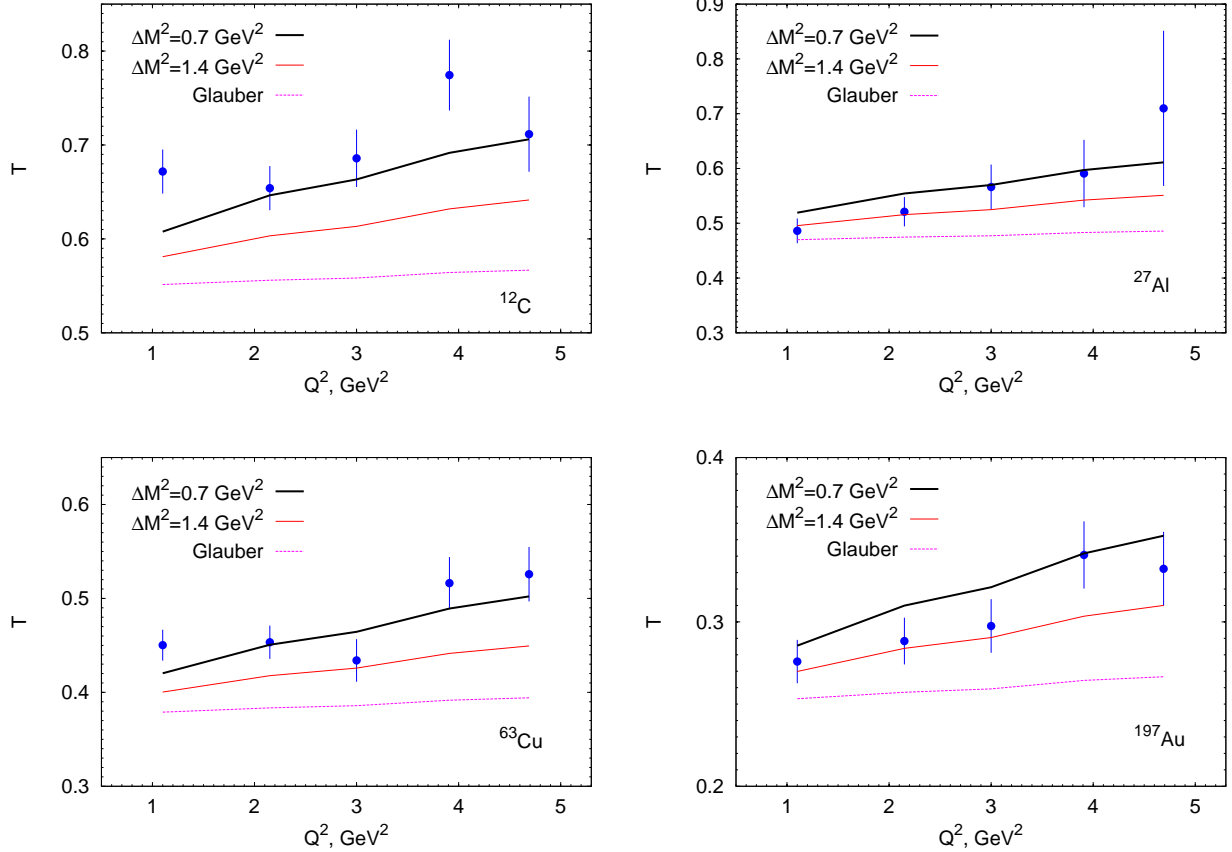 ΔM²=0.7 GeV²
ΔM²=1.4 GeV²
Glauber
0.8
0.7
0.6
0.5
T
¹²C
1 2 3 4 5
Q², GeV²
ΔM²=0.7 GeV²
ΔM²=1.4 GeV²
Glauber
0.9
0.8
0.7
0.6
0.5
0.4
0.3
T
²⁷Al
1 2 3 4 5
Q², GeV²
ΔM²=0.7 GeV²
ΔM²=1.4 GeV²
Glauber
0.6
0.5
0.4
0.3
T
⁶³Cu
1 2 3 4 5
Q², GeV²
ΔM²=0.7 GeV²
ΔM²=1.4 GeV²
Glauber
0.4
0.3
0.2
T
¹⁹⁷Au
1 2 3 4 5
Q², GeV²